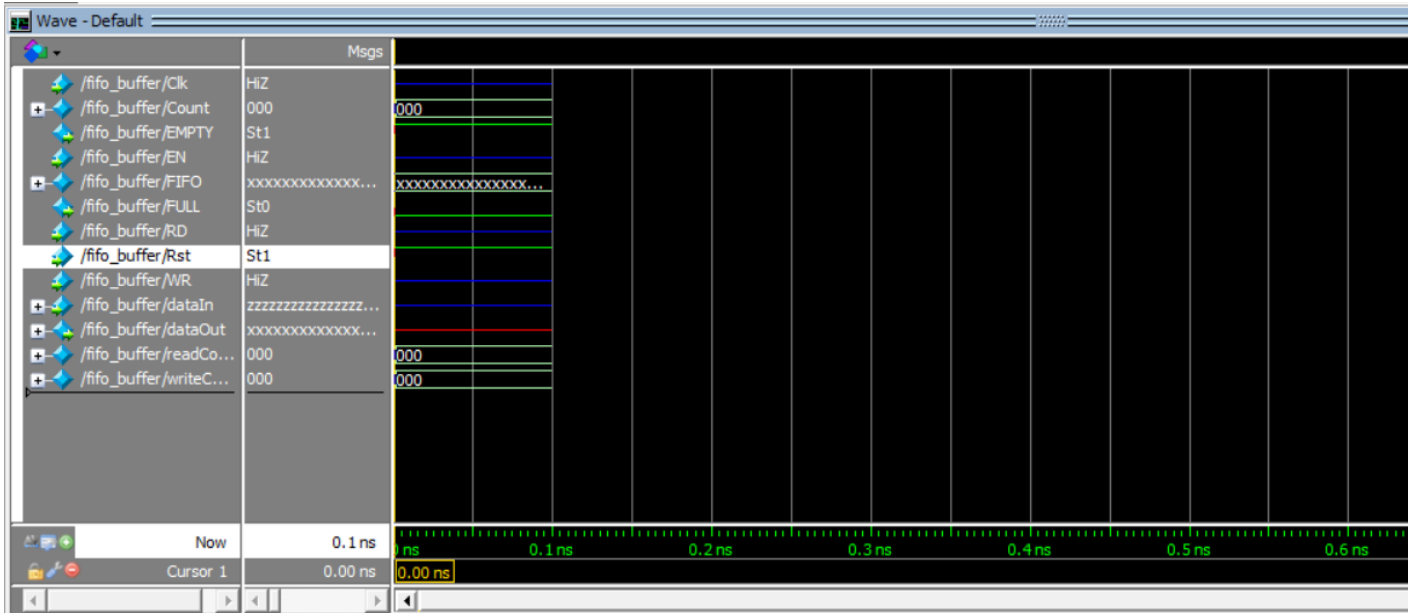 Wave - Default
Msgs
/fifo_buffer/Clk HiZ
/fifo_buffer/Count 000 000
/fifo_buffer/EMPTY St1
/fifo_buffer/EN HiZ
/fifo_buffer/FIFO xxxxxxxxxxxxx... xxxxxxxxxxxxxxx...
/fifo_buffer/FULL St0
/fifo_buffer/RD HiZ
/fifo_buffer/Rst St1
/fifo_buffer/WR HiZ
/fifo_buffer/dataIn zzzzzzzzzzzzzzzz...
/fifo_buffer/dataOut xxxxxxxxxxxxx...
/fifo_buffer/readCo... 000 000
/fifo_buffer/writeC... 000 000
Now 0.1 ns ns 0.1 ns 0.2 ns 0.3 ns 0.4 ns 0.5 ns 0.6 ns
Cursor 1 0.00 ns 0.00 ns